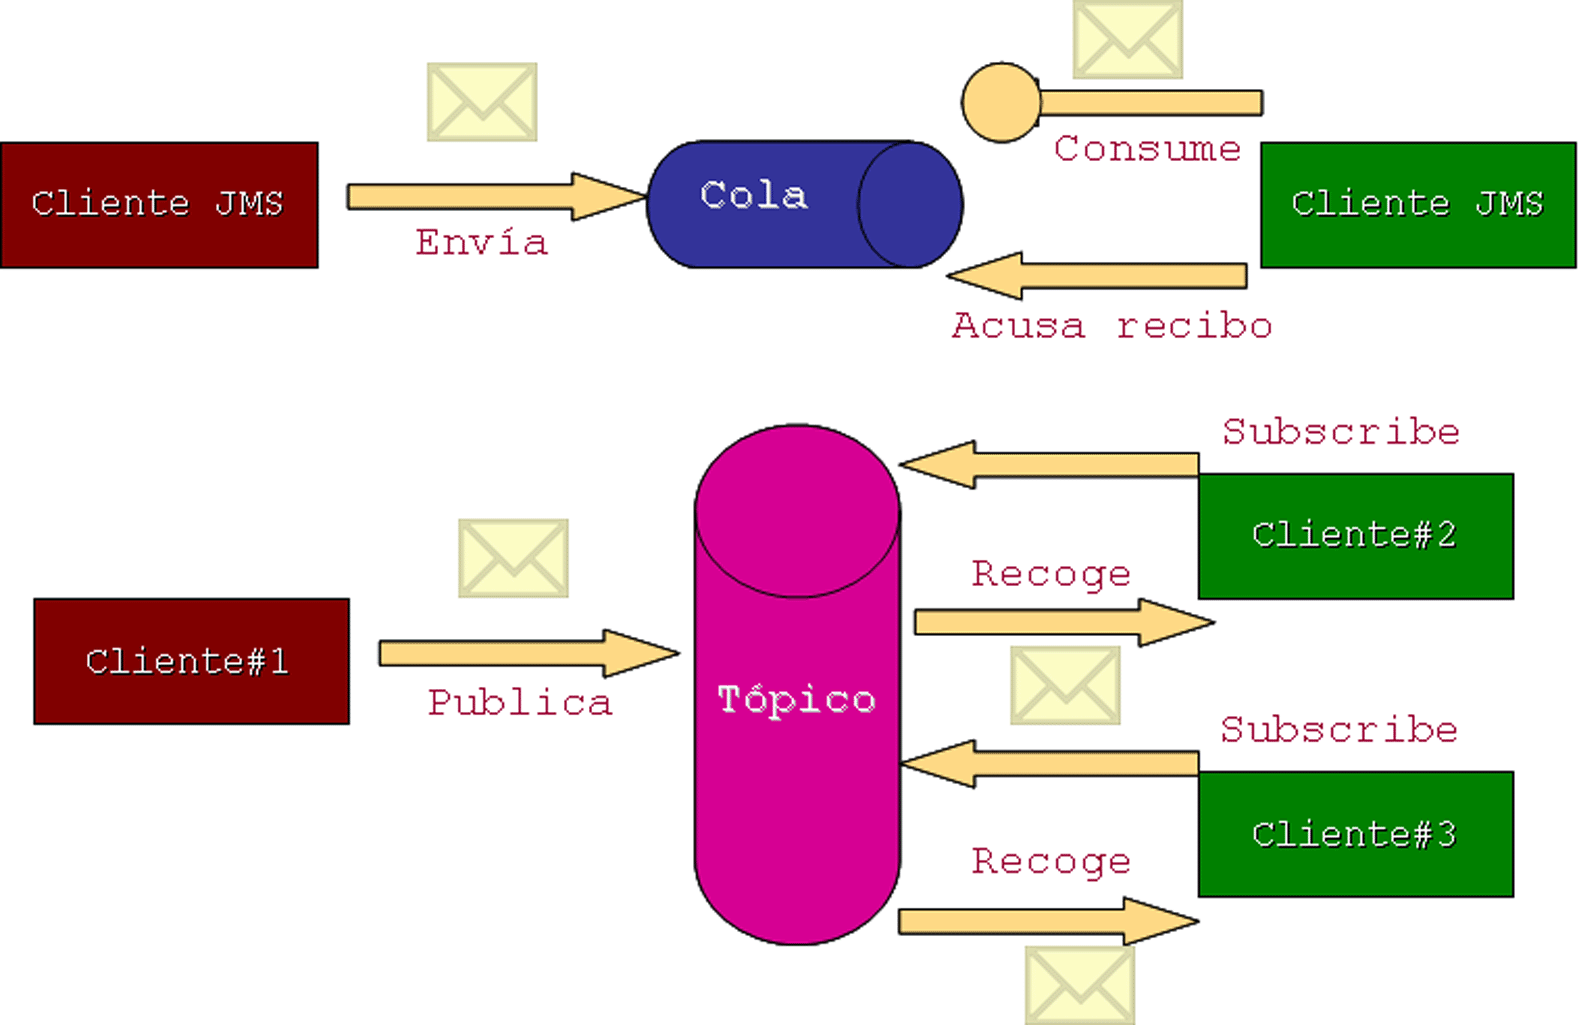 Cliente JMS
Envía
Cola
Consume
Cliente JMS
Acusa recibo
Subscribe
Cliente#2
Recoge
Cliente#1
Publica
Tópico
Subscribe
Cliente#3
Recoge